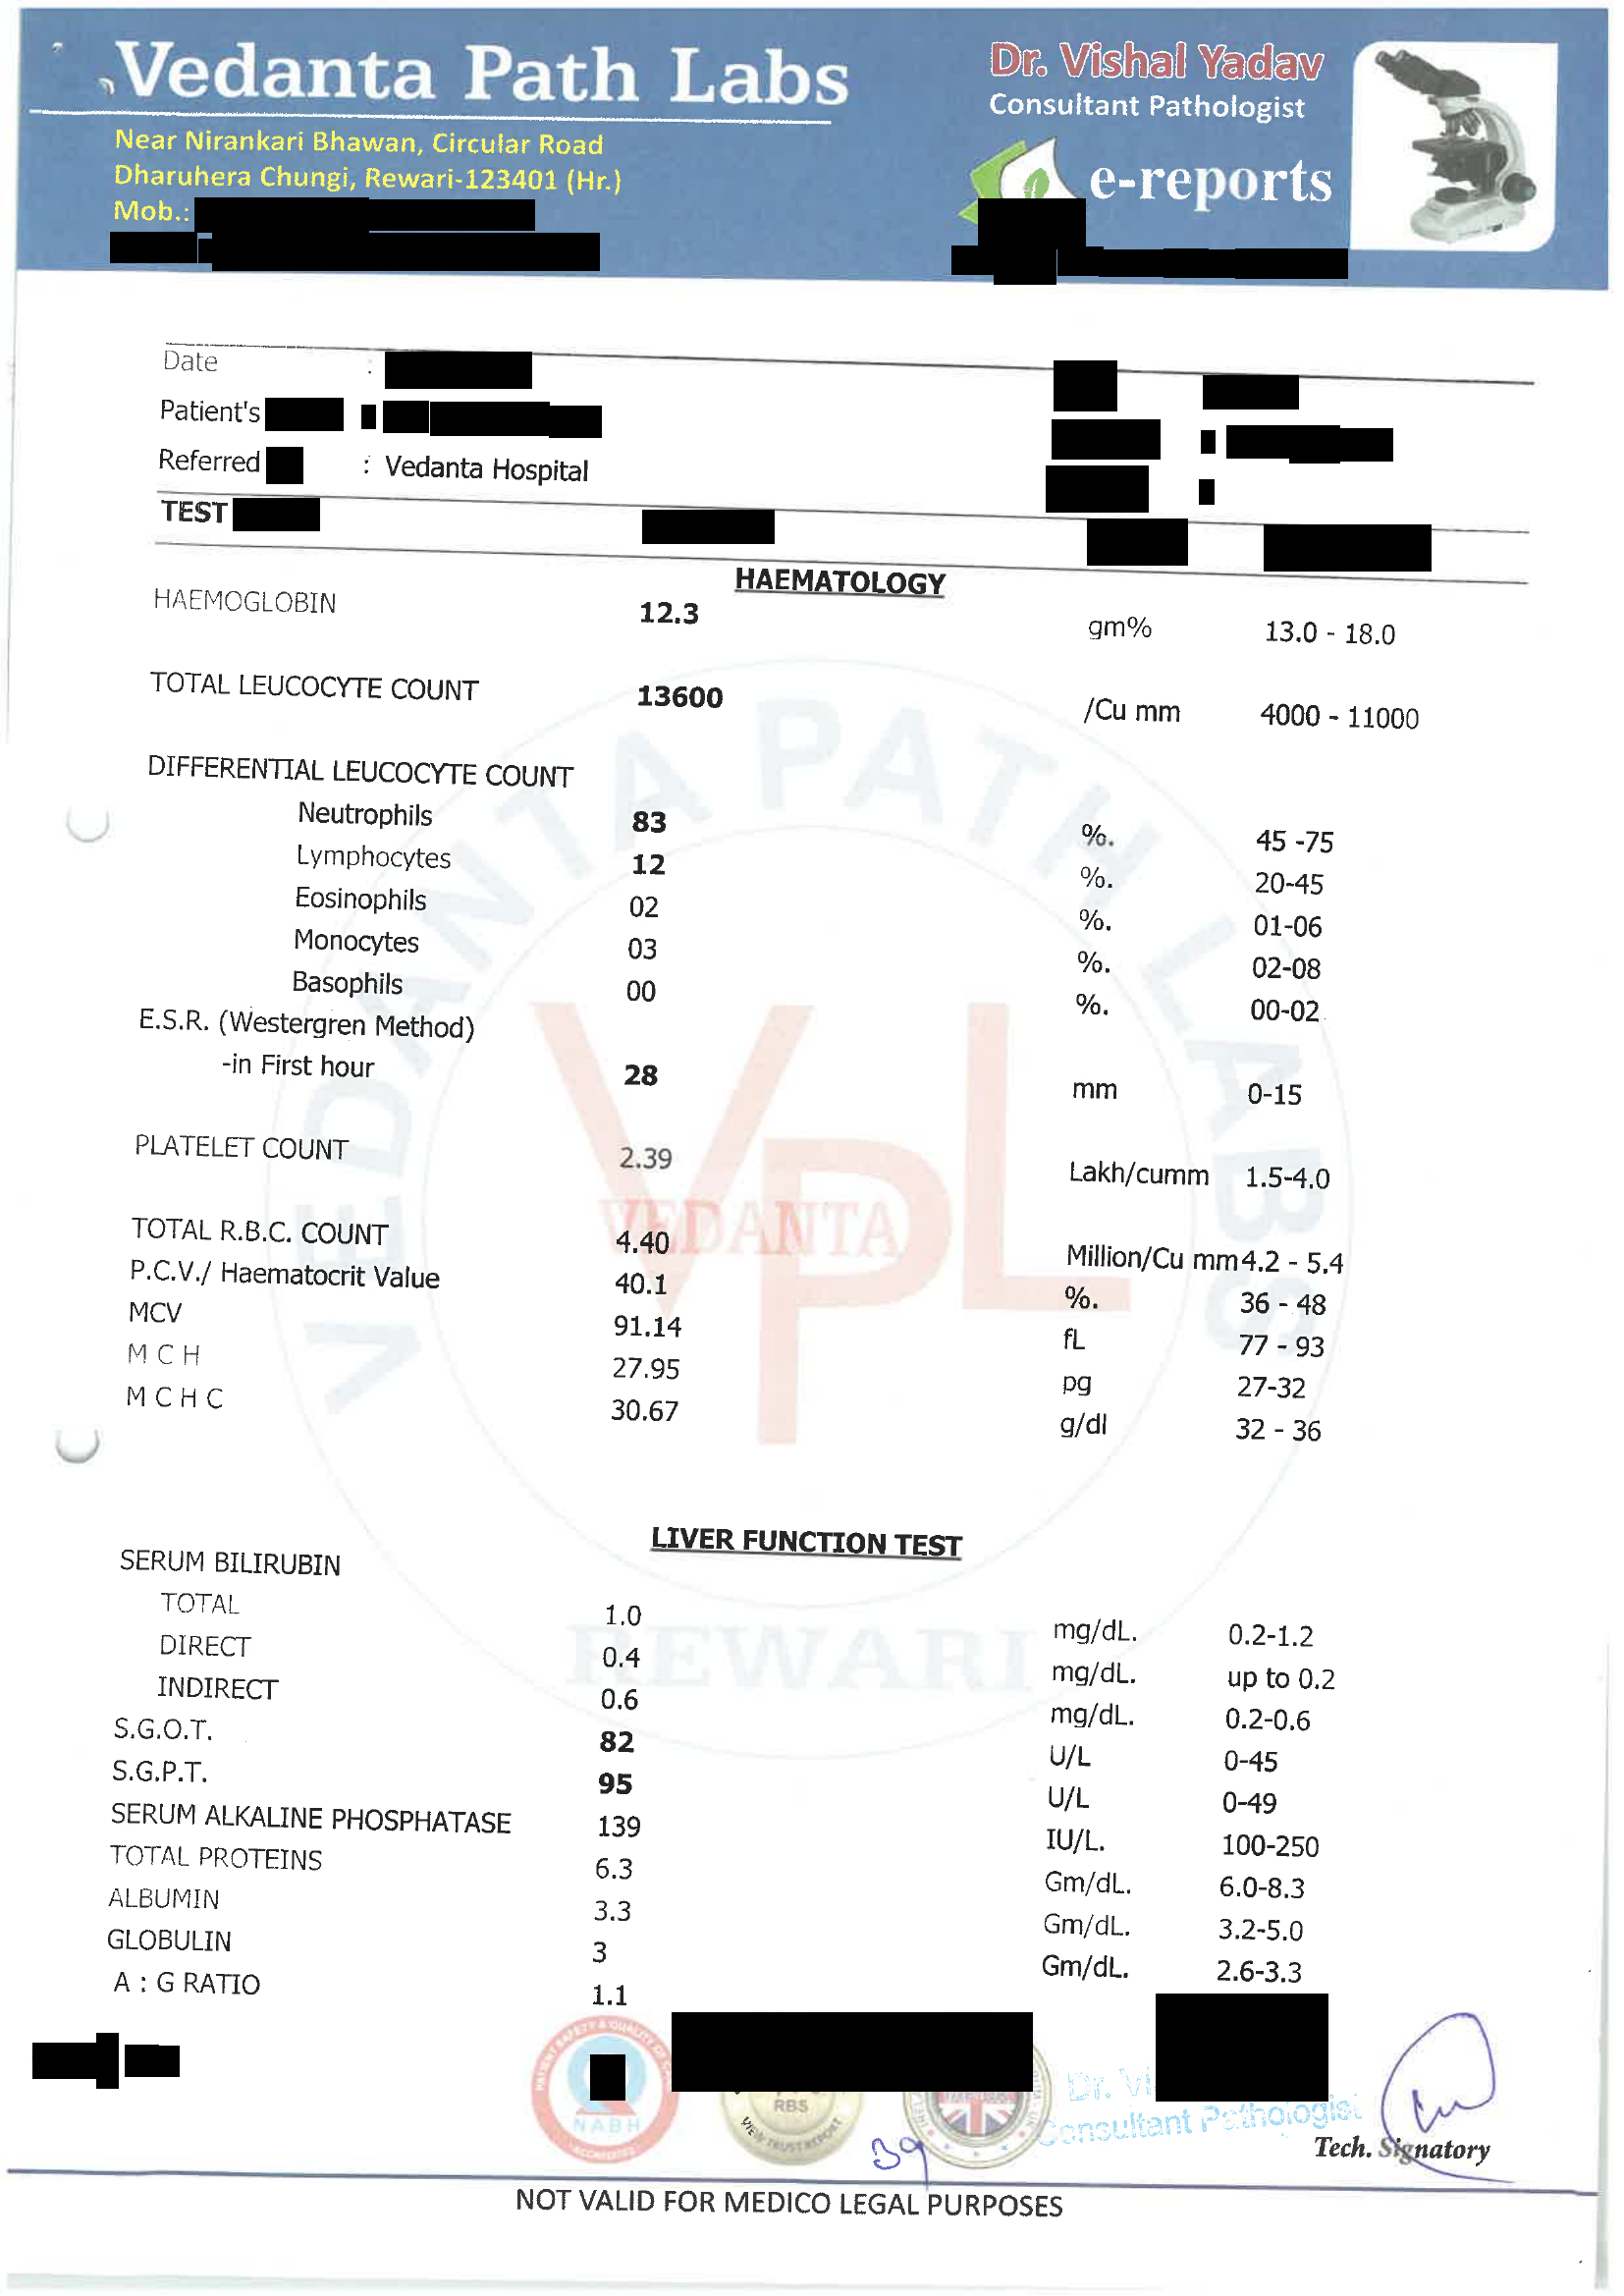 Vedanta Path Labs
Near Nirankari Bhawan, Circular Road
Dharuhera Chungi, Rewari-123401 (Hr.)
Mob.:
Dr. Vishal Yadav
Consultant Pathologist
e-reports
Date :
Patient's
Referred : Vedanta Hospital
TEST
HAEMATOLOGY
HAEMOGLOBIN 12.3 gm% 13.0 - 18.0
TOTAL LEUCOCYTE COUNT 13600 /Cu mm 4000 - 11000
DIFFERENTIAL LEUCOCYTE COUNT
Neutrophils 83 %. 45 -75
Lymphocytes 12 %. 20-45
Eosinophils 02 %. 01-06
Monocytes 03 %. 02-08
Basophils 00 %. 00-02
E.S.R. (Westergren Method)
-in First hour 28 mm 0-15
PLATELET COUNT 2.39 Lakh/cumm 1.5-4.0
TOTAL R.B.C. COUNT 4.40 Million/Cu mm 4.2 - 5.4
P.C.V./ Haematocrit Value 40.1 %. 36 - 48
MCV 91.14 fL 77 - 93
M C H 27.95 pg 27-32
M C H C 30.67 g/dl 32 - 36
LIVER FUNCTION TEST
SERUM BILIRUBIN
TOTAL 1.0 mg/dL. 0.2-1.2
DIRECT 0.4 mg/dL. up to 0.2
INDIRECT 0.6 mg/dL. 0.2-0.6
S.G.O.T. 82 U/L 0-45
S.G.P.T. 95 U/L 0-49
SERUM ALKALINE PHOSPHATASE 139 IU/L. 100-250
TOTAL PROTEINS 6.3 Gm/dL. 6.0-8.3
ALBUMIN 3.3 Gm/dL. 3.2-5.0
GLOBULIN 3 Gm/dL. 2.6-3.3
A : G RATIO 1.1
VEDANTA PATH LABS
VPL
VEDANTA
REWARI
NABH
RBS
Dr. Vi
Consultant Pathologist
39
Tech. Signatory
NOT VALID FOR MEDICO LEGAL PURPOSES